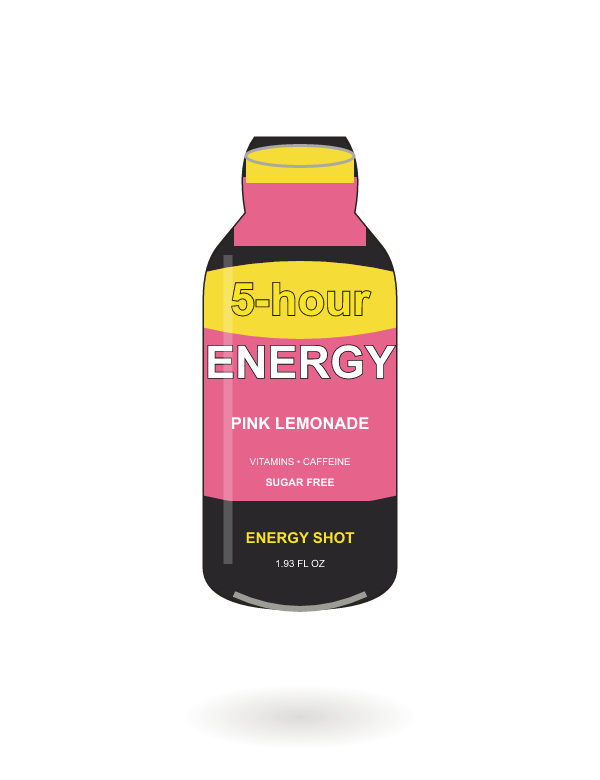 5-hour
ENERGY
PINK LEMONADE
VITAMINS • CAFFEINE
SUGAR FREE
ENERGY SHOT
1.93 FL OZ